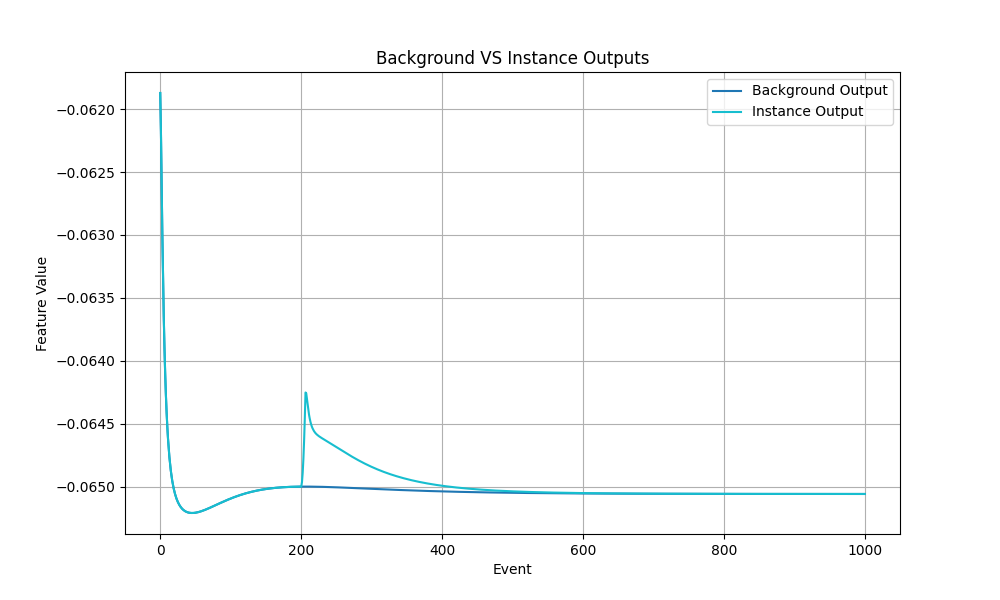 Background VS Instance Outputs
Background Output
Instance Output
Feature Value
−0.0620
−0.0625
−0.0630
−0.0635
−0.0640
−0.0645
−0.0650
0 200 400 600 800 1000
Event